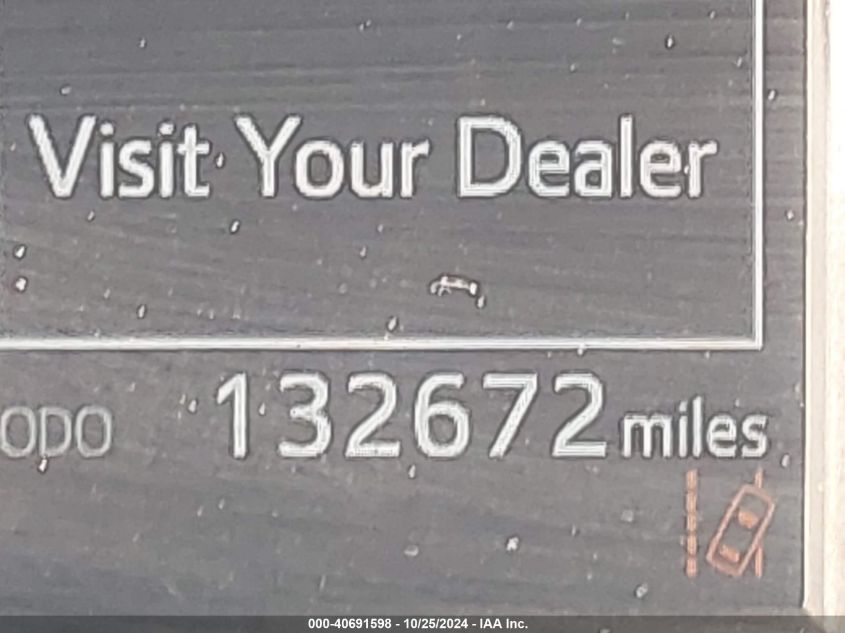 Visit Your Dealer
ODO 132672 miles
000-40691598 - 10/25/2024 - IAA Inc.